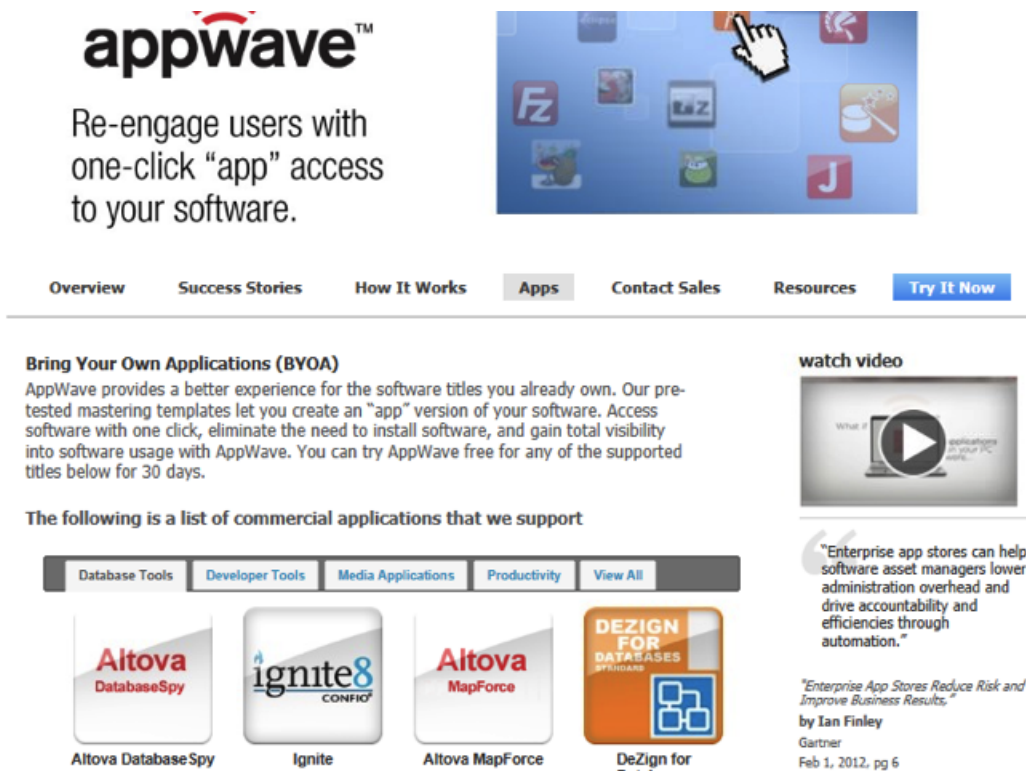 appwave™
Re-engage users with
one-click “app” access
to your software.
Fz
J
Overview Success Stories How It Works Apps Contact Sales Resources Try It Now
Bring Your Own Applications (BYOA)
AppWave provides a better experience for the software titles you already own. Our pre-
tested mastering templates let you create an “app” version of your software. Access
software with one click, eliminate the need to install software, and gain total visibility
into software usage with AppWave. You can try AppWave free for any of the supported
titles below for 30 days.
The following is a list of commercial applications that we support
Database Tools Developer Tools Media Applications Productivity View All
Altova
DatabaseSpy
ignite8
CONFIO
Altova
MapForce
DEZIGN
FOR
DATABASES
STANDARD
Altova DatabaseSpy
Ignite
Altova MapForce
DeZign for
watch video
What if
applications
in your PC
were...
“Enterprise app stores can help
software asset managers lower
administration overhead and
drive accountability and
efficiencies through
automation.”
"Enterprise App Stores Reduce Risk and
Improve Business Results,"
by Ian Finley
Gartner
Feb 1, 2012, pg 6